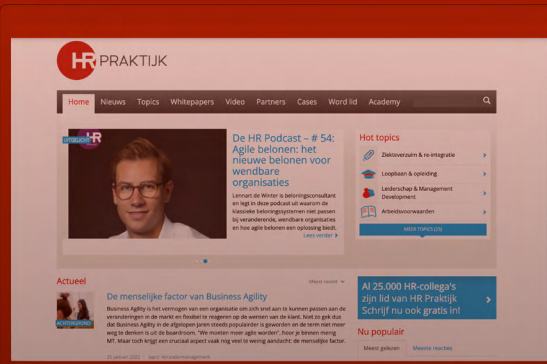 HR PRAKTIJK
Home Nieuws Topics Whitepapers Video Partners Cases Word lid Academy
UITGELICHT
De HR Podcast – # 54:
Agile belonen: het
nieuwe belonen voor
wendbare
organisaties
Lennart de Winter is beloningsconsultant
en legt in deze podcast uit waarom de
klassieke beloningssystemen niet passen
bij veranderende, wendbare organisaties
en hoe agile belonen een oplossing biedt.
Lees verder
Hot topics
Ziekteverzuim & re-integratie
Loopbaan & opleiding
Leiderschap & Management
Development
Arbeidsvoorwaarden
MEER TOPICS (23)
Actueel
Meest recent
ACHTERGROND
De menselijke factor van Business Agility
Business Agility is het vermogen van een organisatie om zich snel aan te kunnen passen aan de
veranderingen in de markt en flexibel te reageren op de wensen van de klant. Niet zo gek dus
dat Business Agility in de afgelopen jaren steeds populairder is geworden en de term niet meer
weg te denken is uit de boardroom. "We moeten meer agile worden", hoor je binnen menig
MT. Maar toch krijgt een cruciaal aspect vaak nog veel te weinig aandacht: de menselijke factor.
Al 25.000 HR-collega's
zijn lid van HR Praktijk
Schrijf nu ook gratis in!
Nu populair
Meest gelezen Meeste reacties